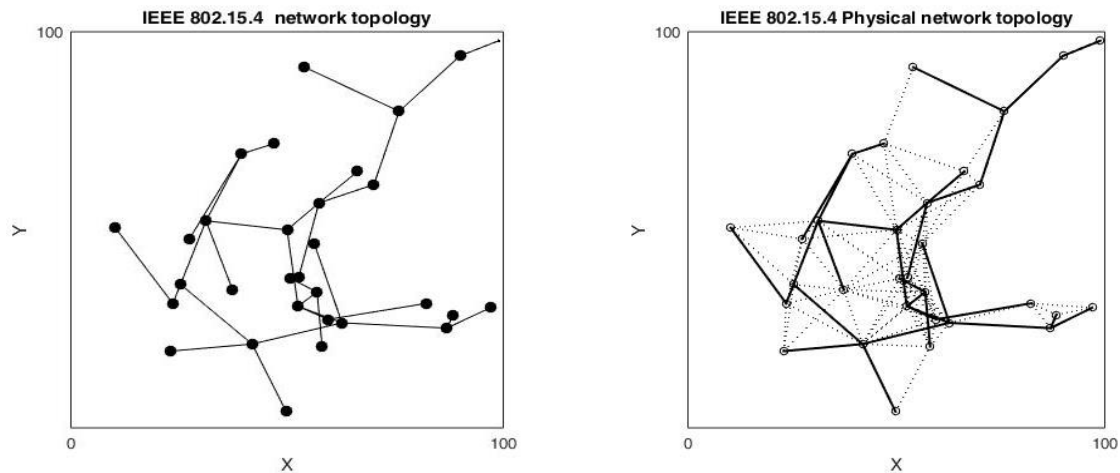 IEEE 802.15.4  network topology
100
Y
0
100
X
IEEE 802.15.4 Physical network topology
100
Y
0
100
X